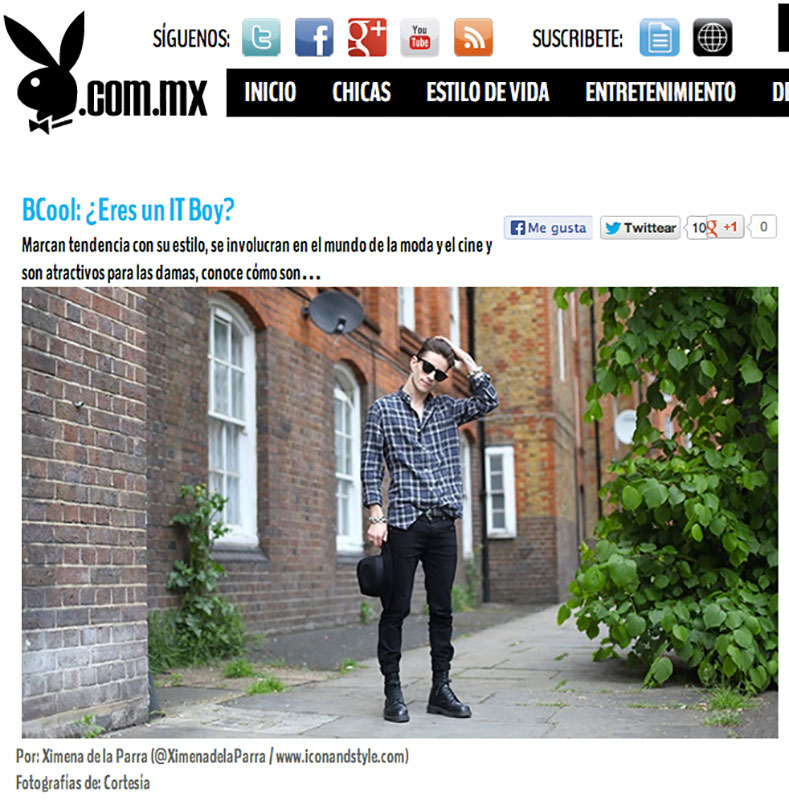 SÍGUENOS:
You Tube
SUSCRIBETE:
.com.mx
INICIO CHICAS ESTILO DE VIDA ENTRETENIMIENTO
BCool: ¿Eres un IT Boy?
Me gusta Twittear 10 +1 0
Marcan tendencia con su estilo, se involucran en el mundo de la moda y el cine y
son atractivos para las damas, conoce cómo son...
Por: Ximena de la Parra (@XimenadelaParra / www.iconandstyle.com)
Fotografías de: Cortesía